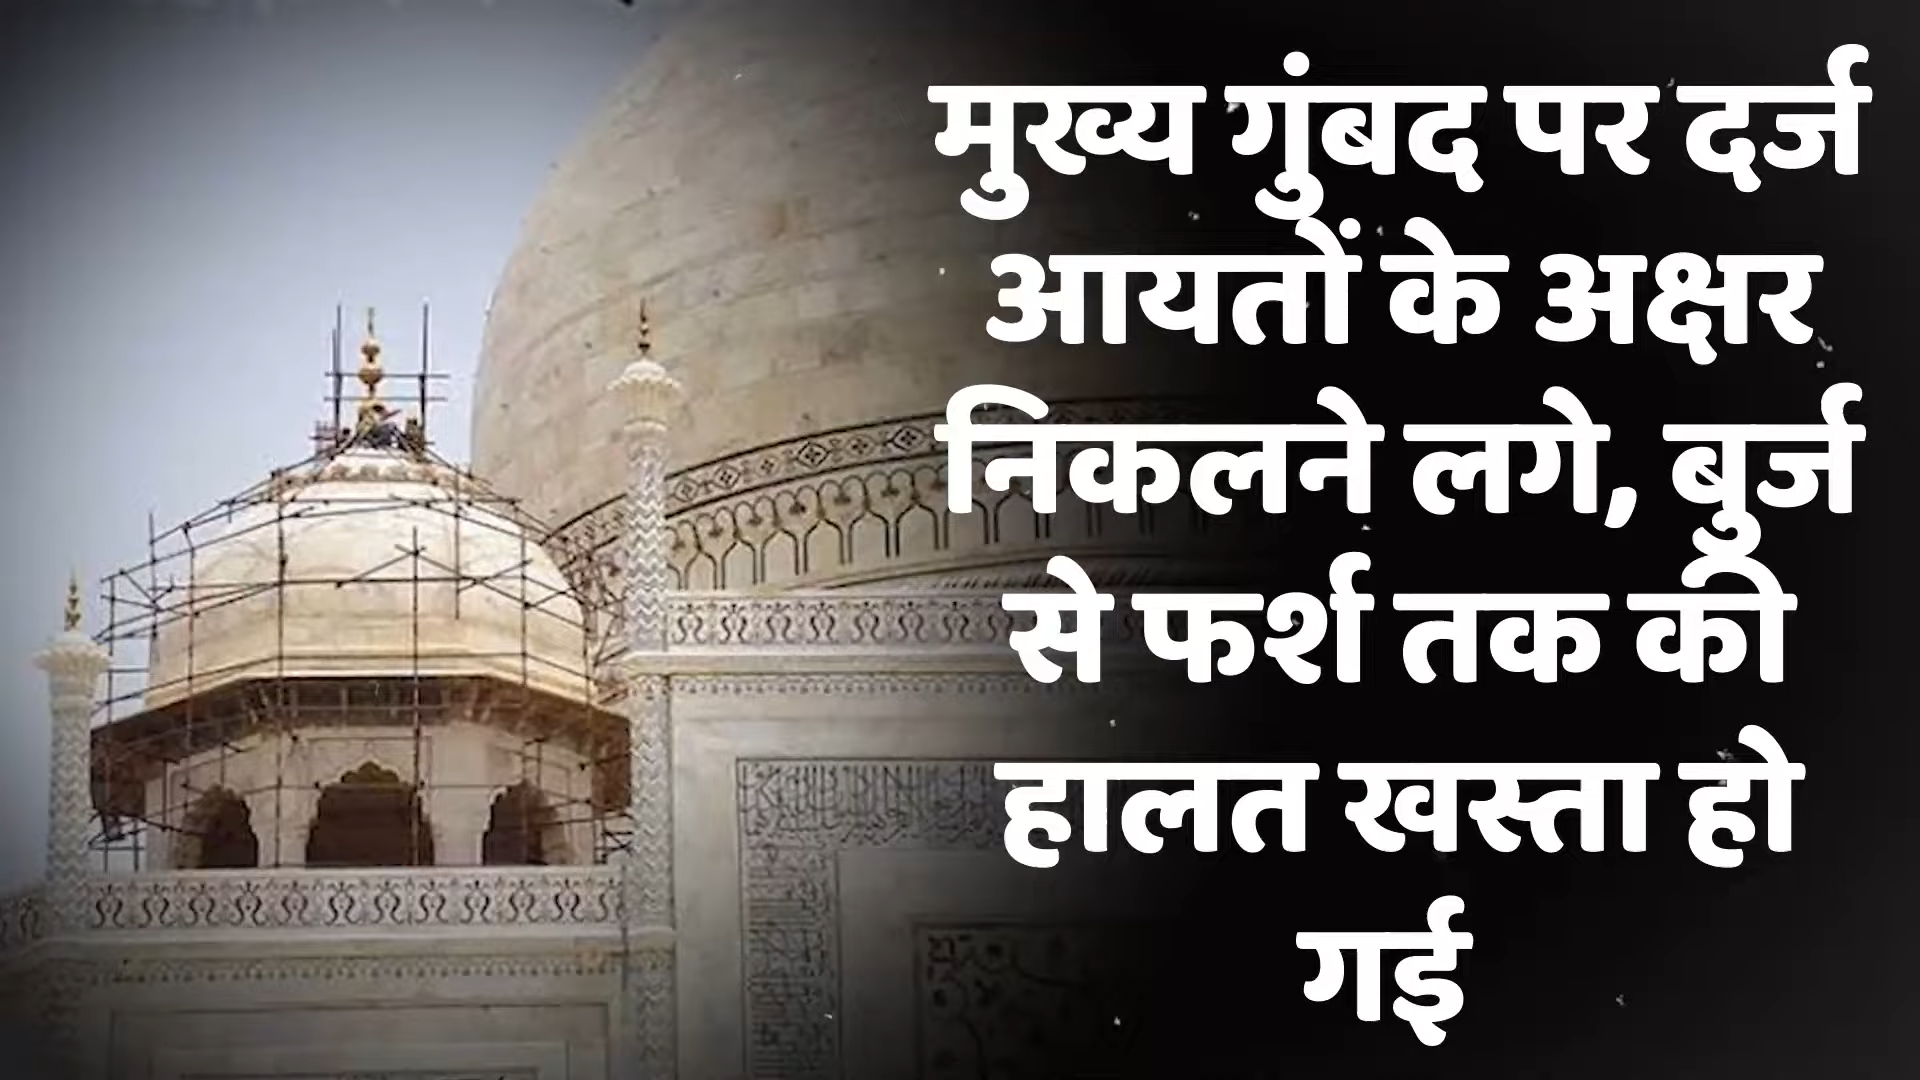 मुख्य गुंबद पर दर्ज
आयतों के अक्षर
निकलने लगे, बुर्ज
से फर्श तक की
हालत खस्ता हो
गई